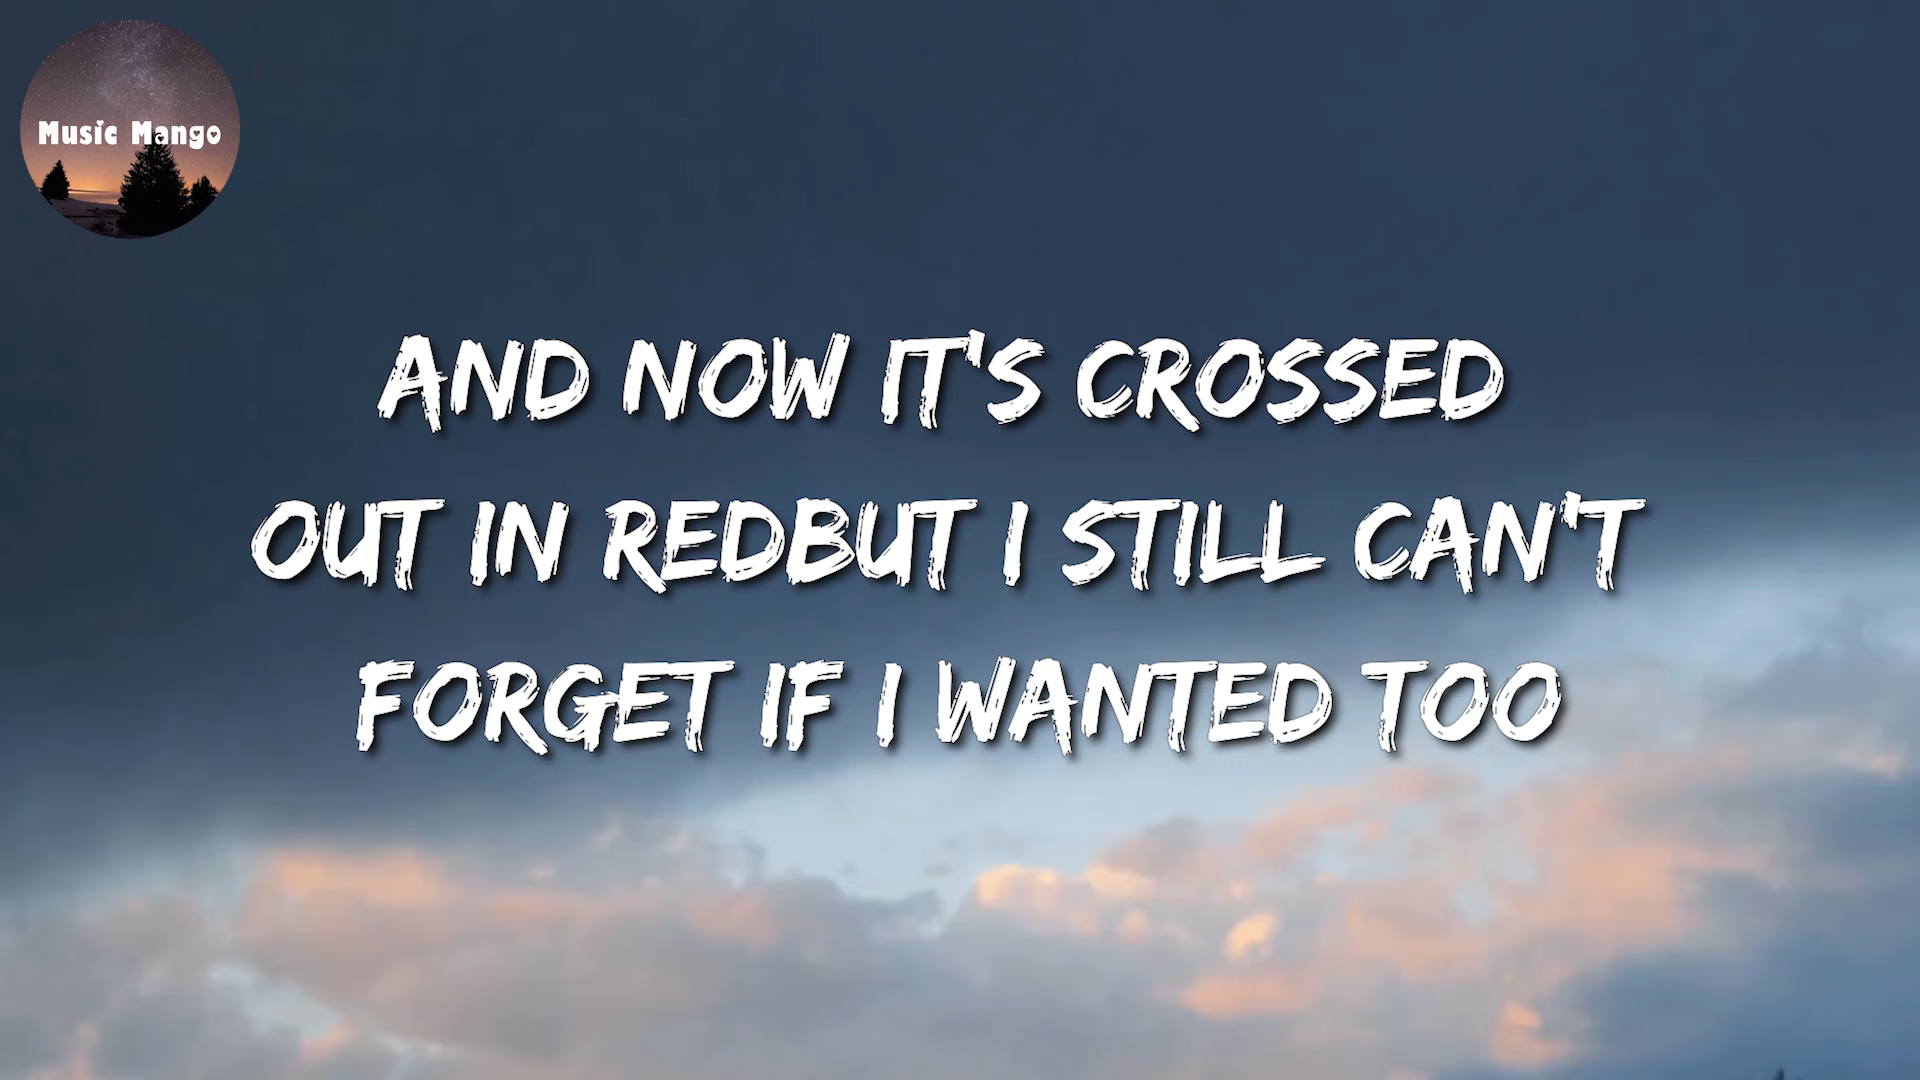 Music Mango
AND NOW IT'S CROSSED
OUT IN REDBUT I STILL CAN'T
FORGET IF I WANTED TOO